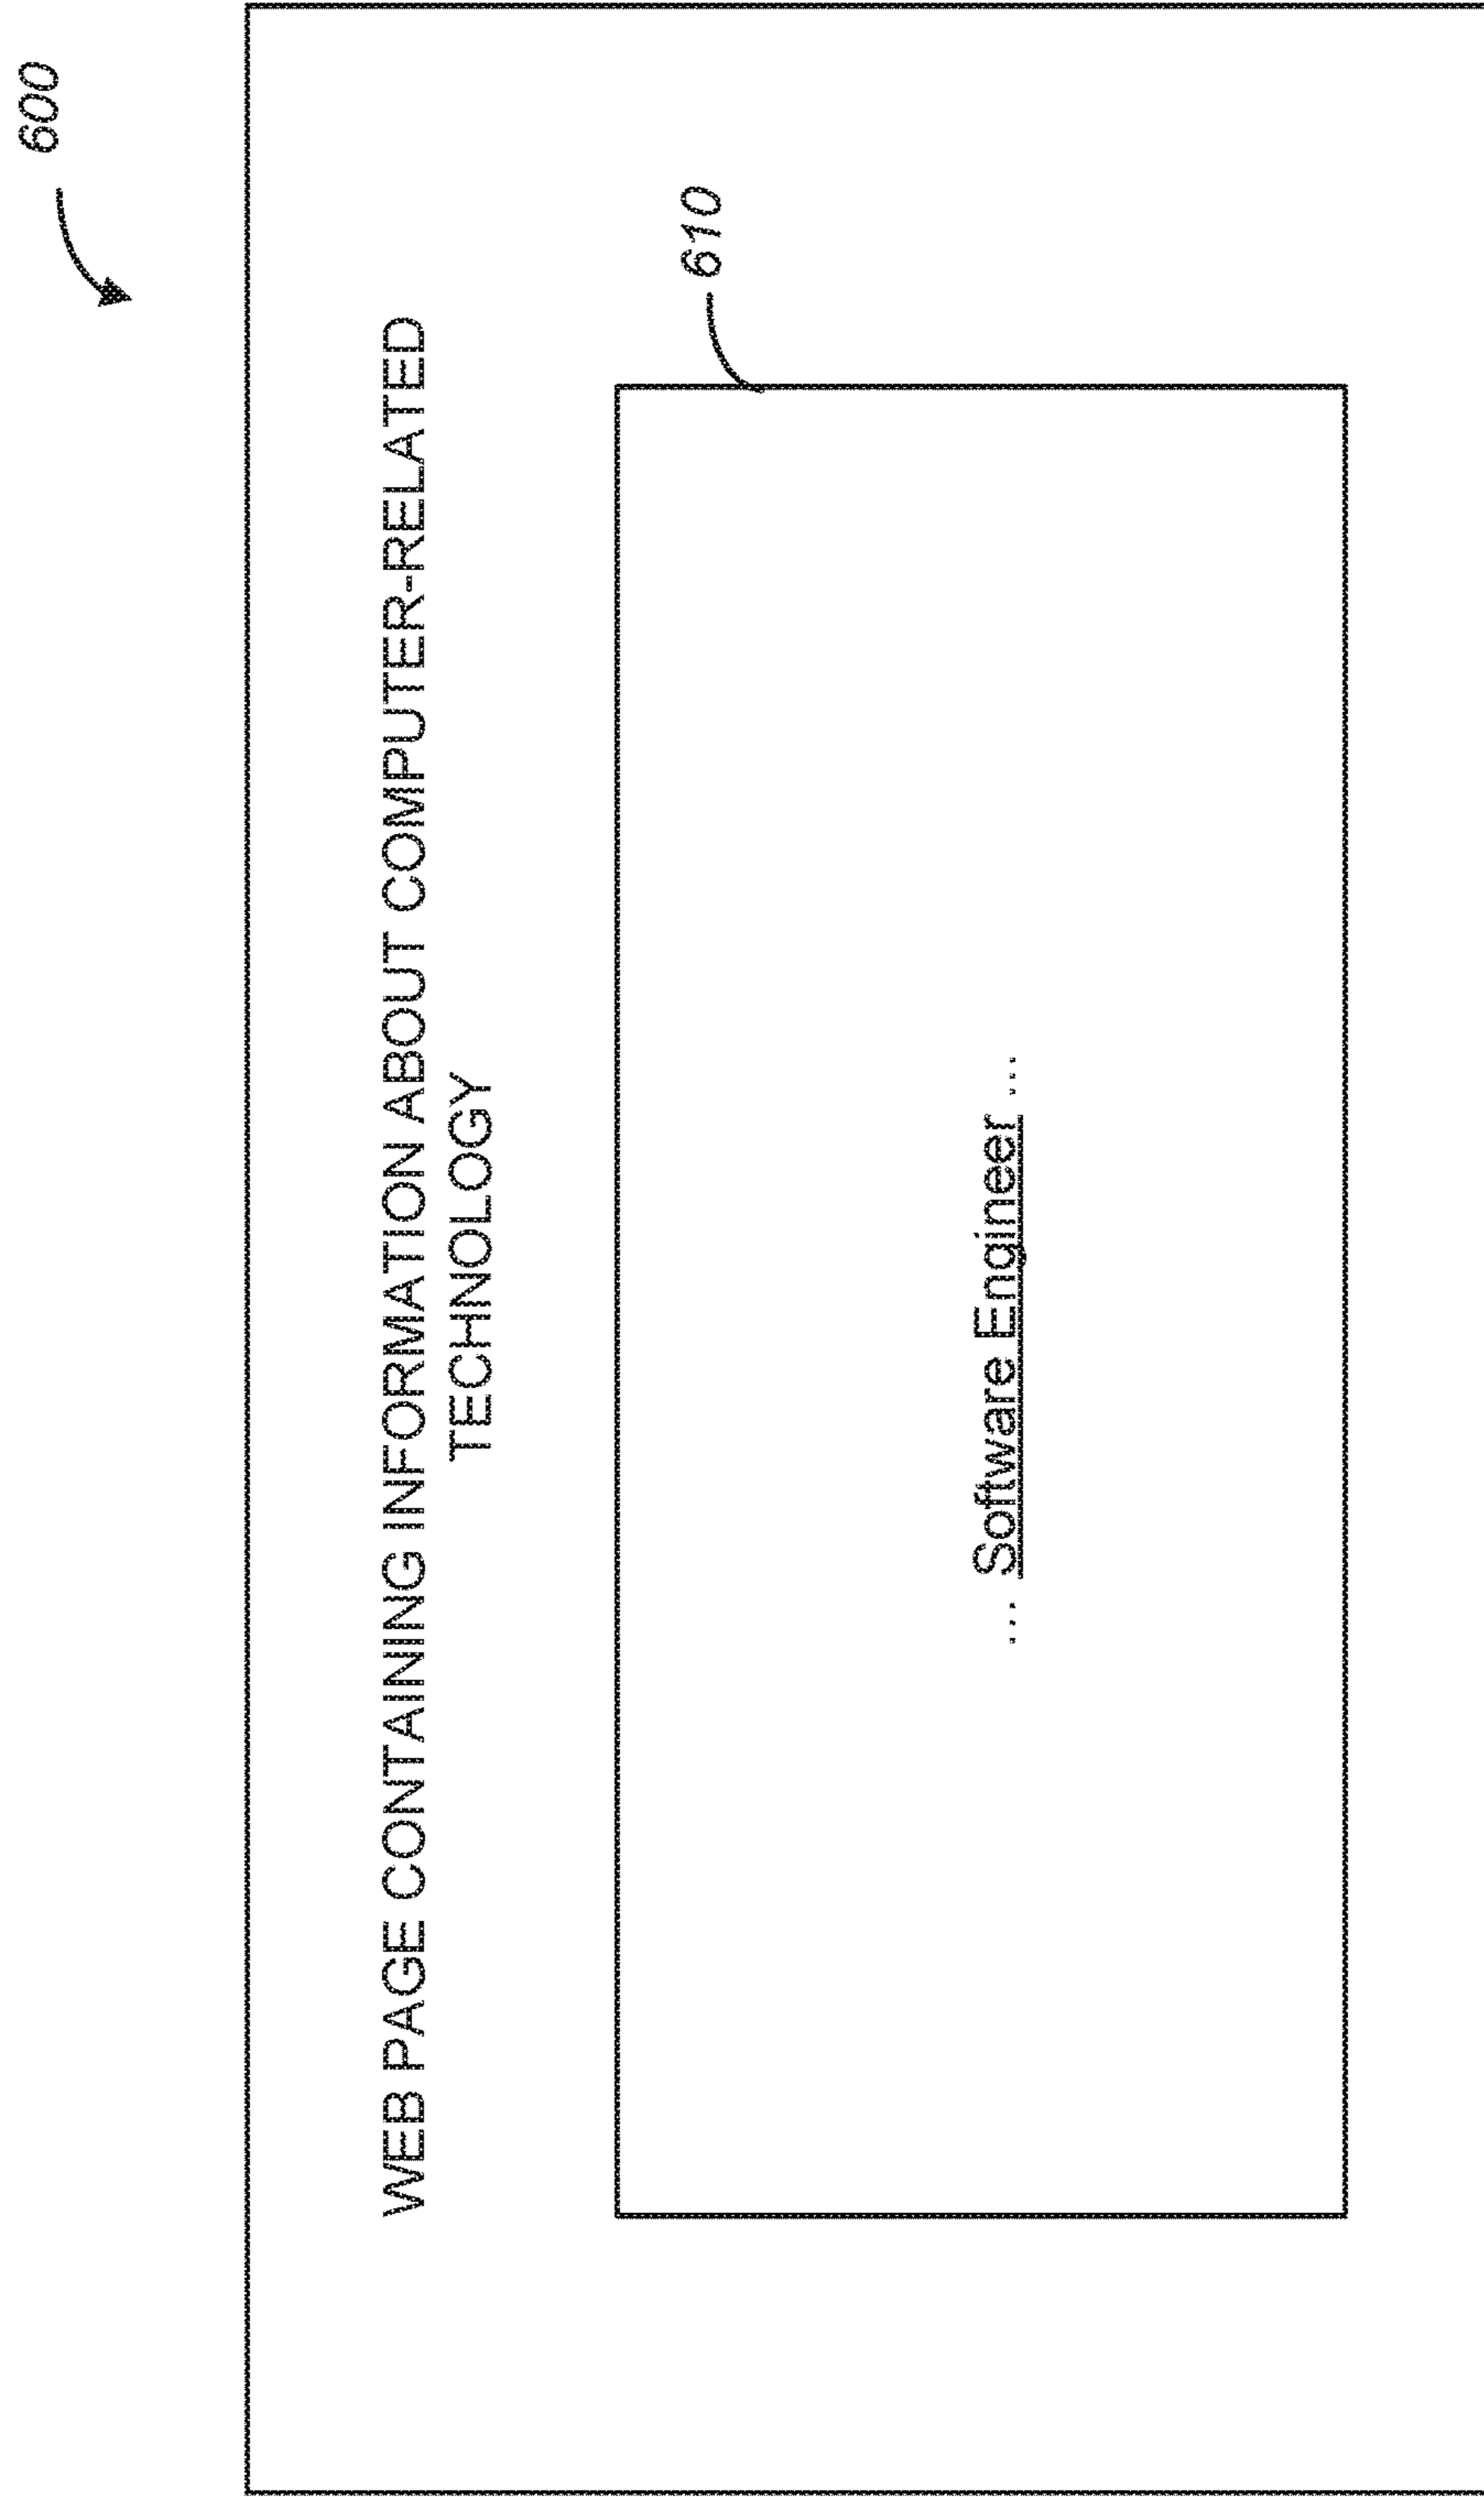 600
WEB PAGE CONTAINING INFORMATION ABOUT COMPUTER-RELATED
TECHNOLOGY
610
... Software Engineer ...